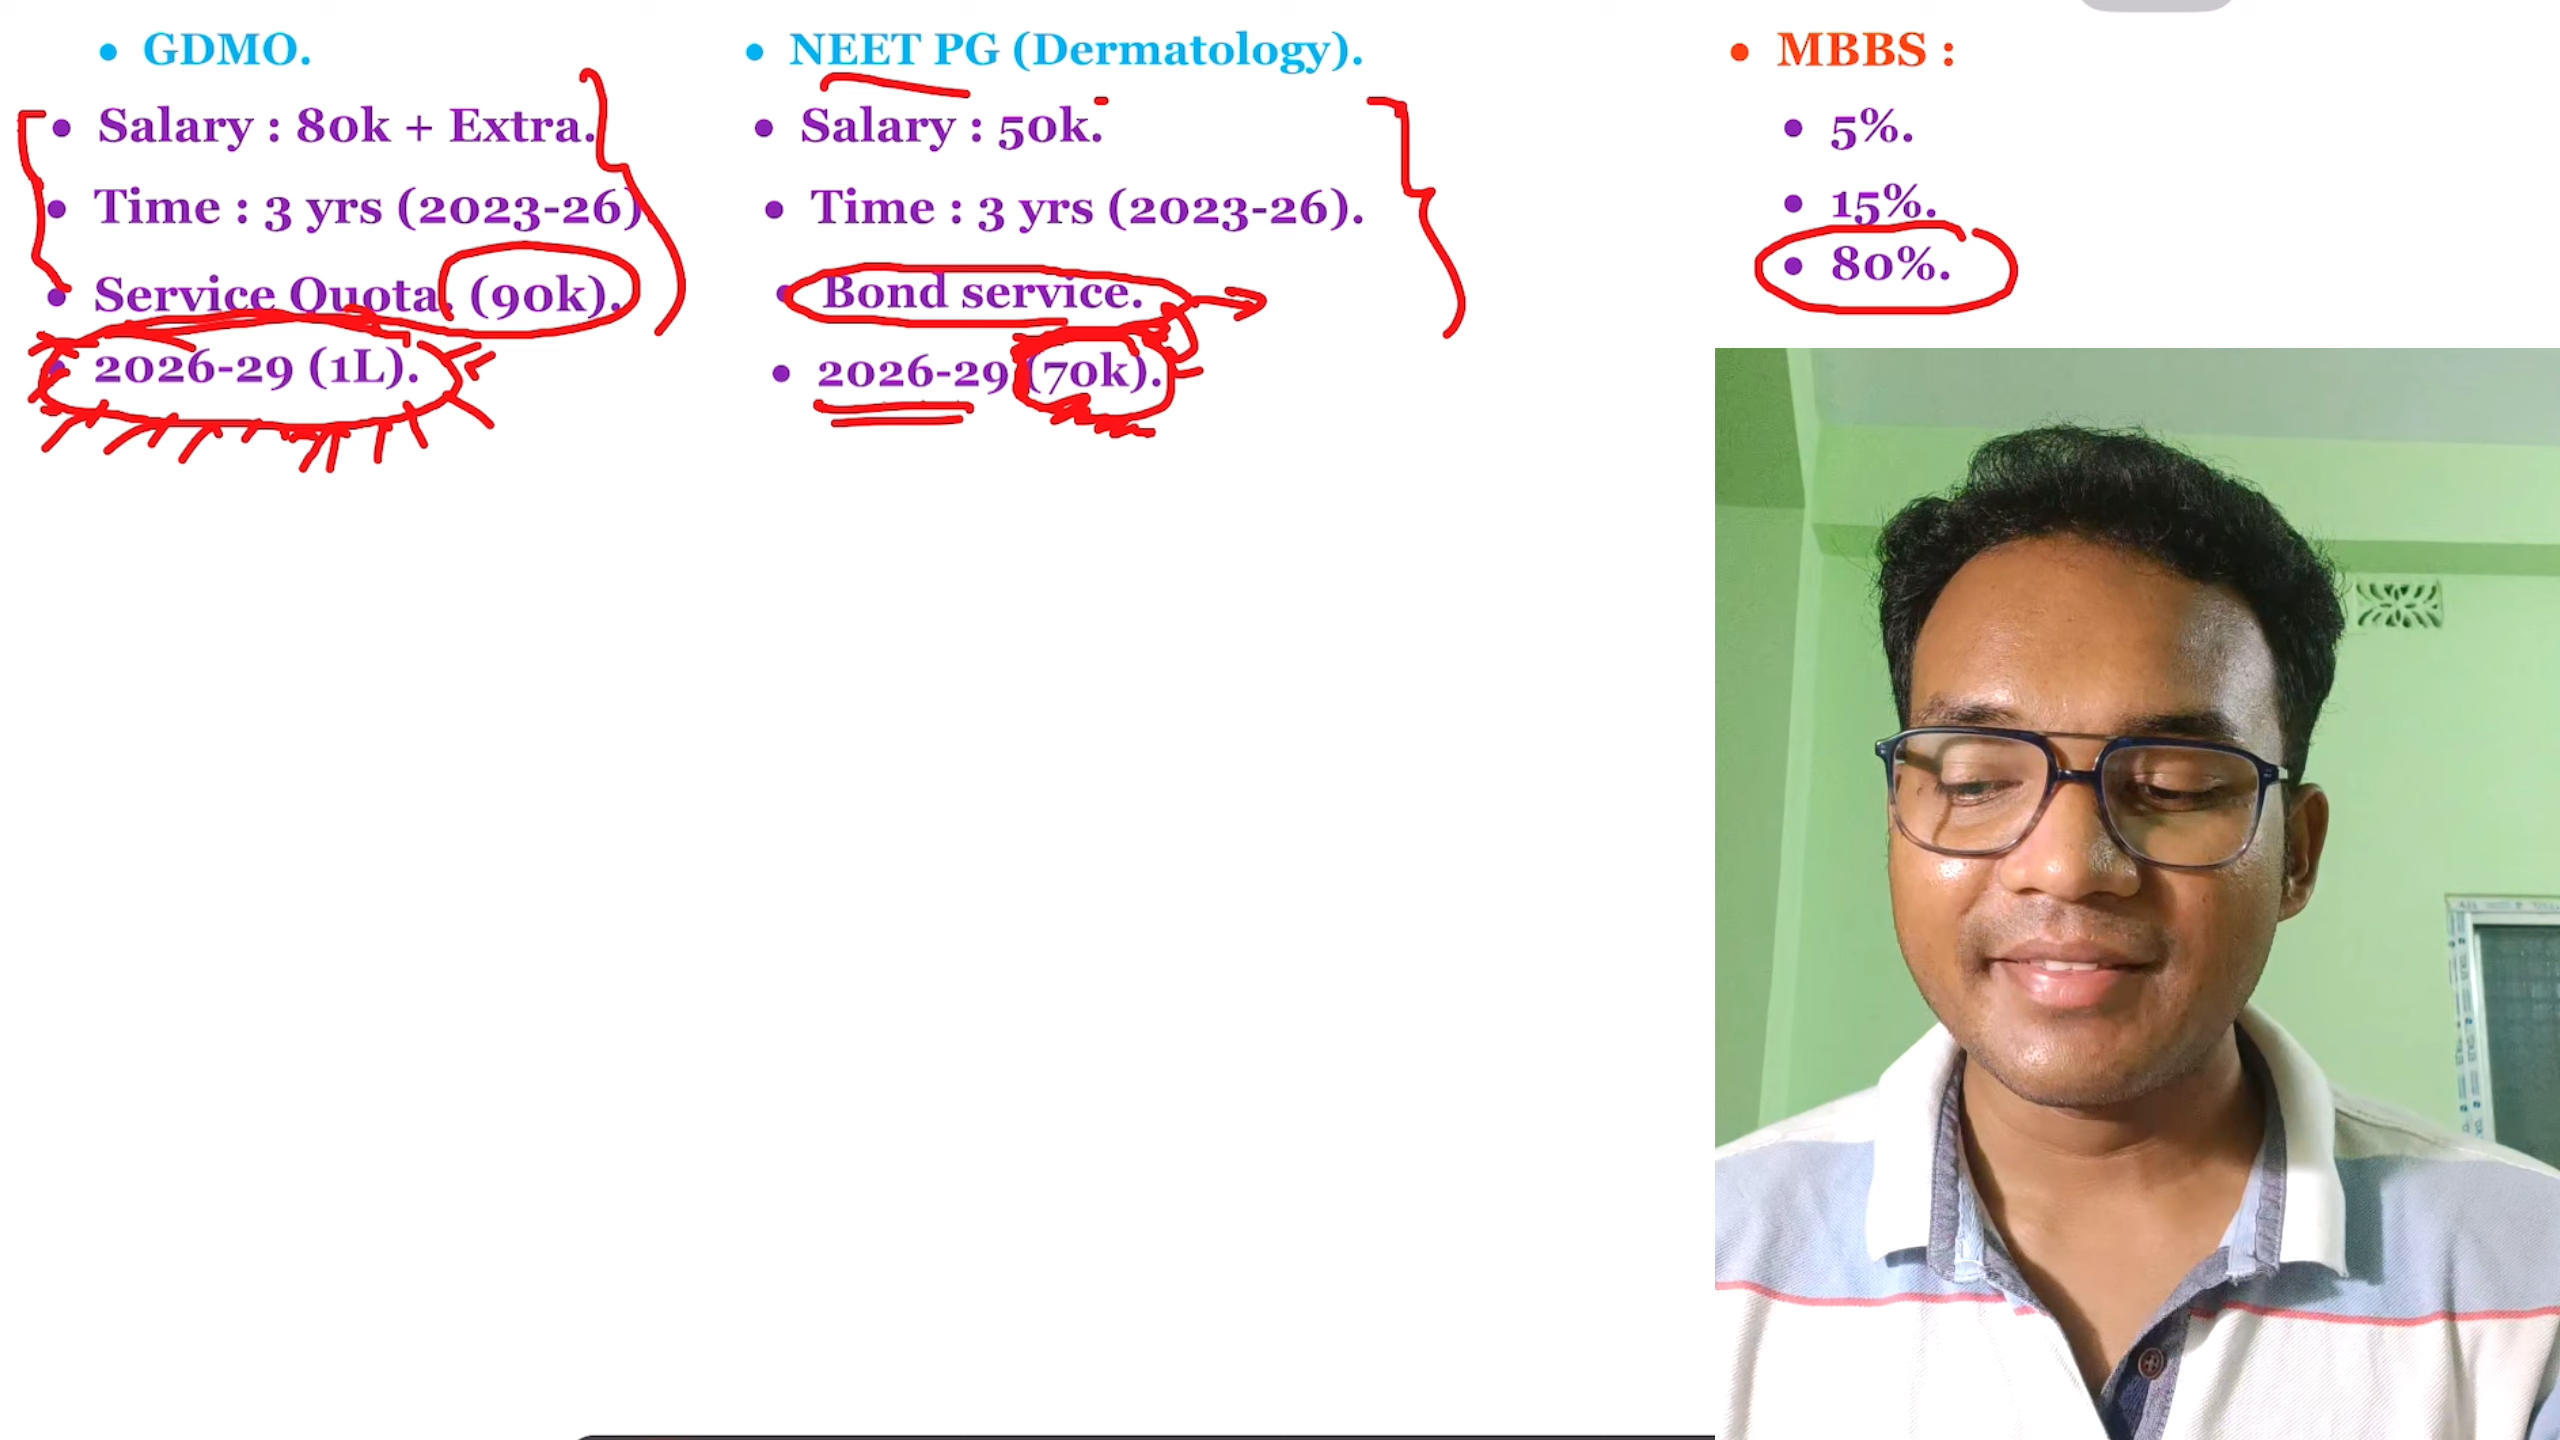 GDMO.
Salary : 80k + Extra.
Time : 3 yrs (2023-26)
Service Quota. (90k).
2026-29 (1L).
NEET PG (Dermatology).
Salary : 50k.
Time : 3 yrs (2023-26).
Bond service.
2026-29 (70k).
MBBS :
5%.
15%.
80%.